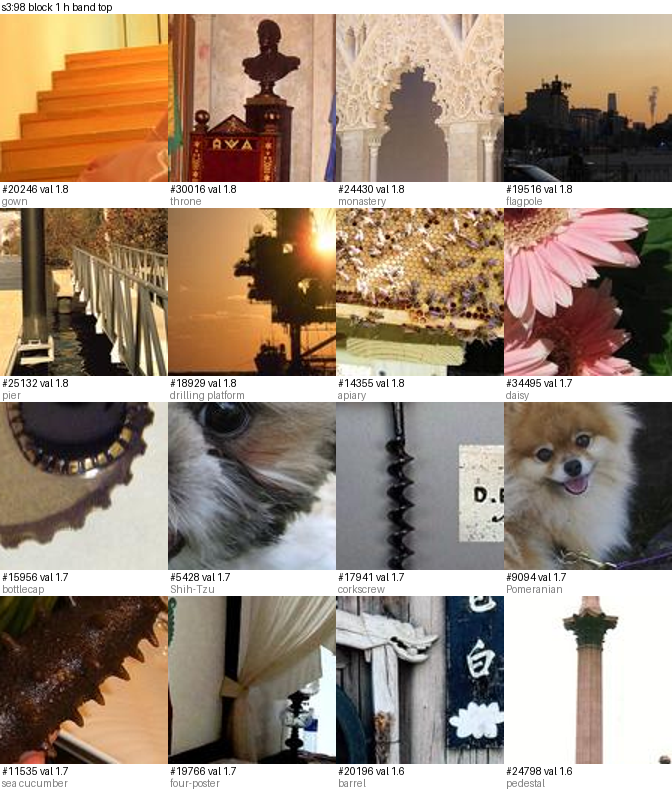 s3:98 block 1 h band top
#20246 val 1.8
gown
#30016 val 1.8
throne
#24430 val 1.8
monastery
#19516 val 1.8
flagpole
#25132 val 1.8
pier
#18929 val 1.8
drilling platform
#14355 val 1.8
apiary
#34495 val 1.7
daisy
#15956 val 1.7
bottlecap
#5428 val 1.7
Shih-Tzu
D.
#17941 val 1.7
corkscrew
#9094 val 1.7
Pomeranian
#11535 val 1.7
sea cucumber
#19766 val 1.7
four-poster
白
#20196 val 1.6
barrel
#24798 val 1.6
pedestal